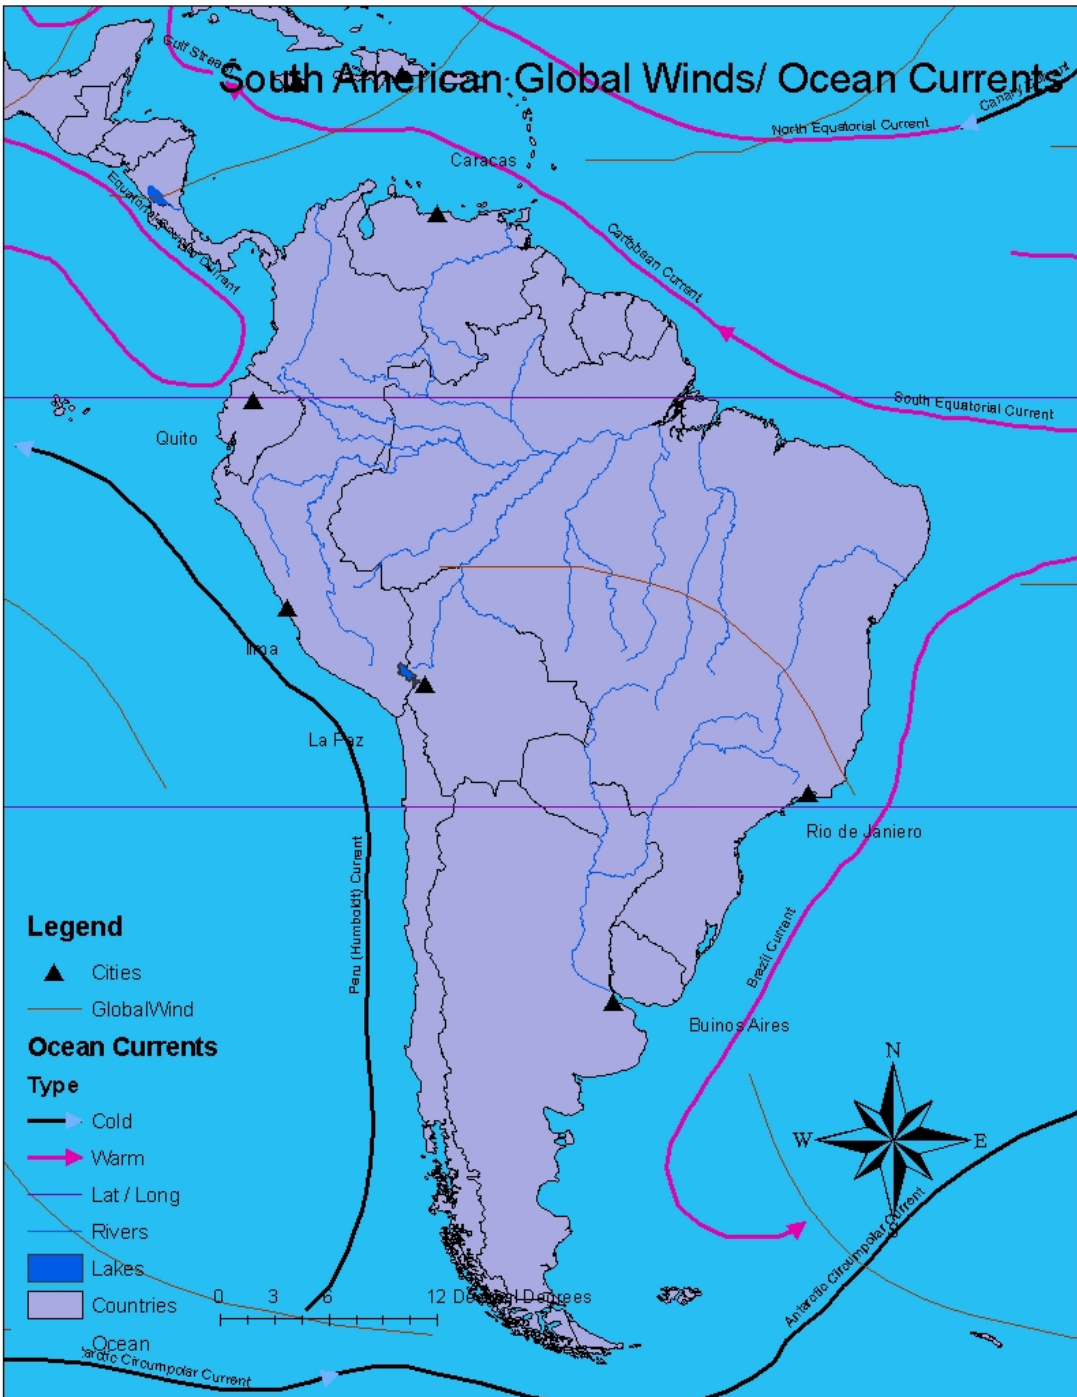 South American Global Winds/ Ocean Currents
Gulf Stream
Canary Current
North Equatorial Current
Caracas
Equatorial Counter Current
Caribbean Current
South Equatorial Current
Quito
lima
La Paz
Rio de Janiero
Peru (Humboldt) Current
Brazil Current
Buinos Aires
Legend
Cities
GlobalWind
Ocean Currents
Type
Cold
Warm
Lat / Long
Rivers
Lakes
Countries
Ocean
0 3 6 12 Decimal Degrees
N
W E
S
Antarctic Circumpolar Current
arctic Circumpolar Current